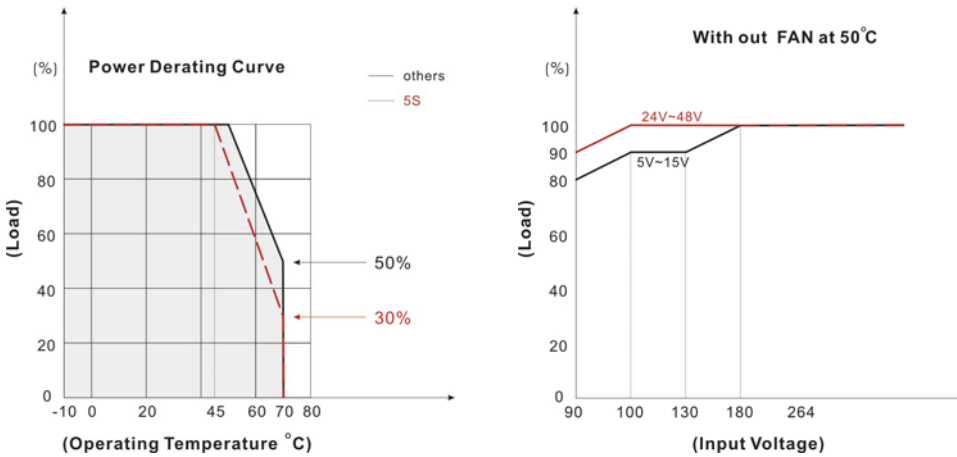 (%)
Power Derating Curve
others
5S
100
80
60
40
20
0
(Load)
50%
30%
-10 0 20 45 60 70 80
(Operating Temperature °C)
(%)
With out FAN at 50°C
24V~48V
5V~15V
100
90
80
60
40
20
0
(Load)
90 100 130 180 264
(Input Voltage)